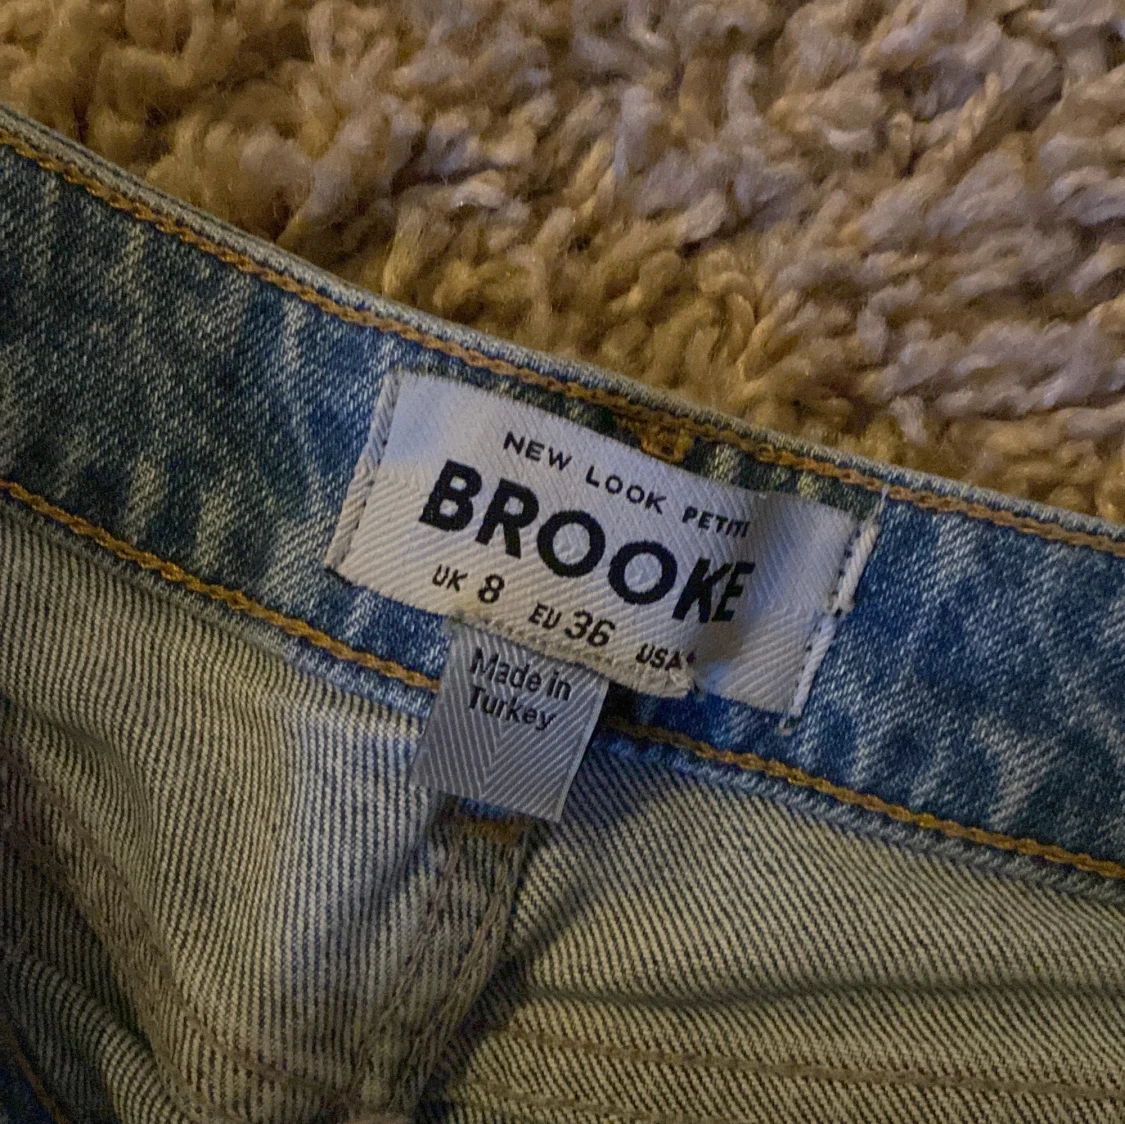 NEW LOOK PETITE
BROOKE
UK 8 EU 36 USA
Made in
Turkey